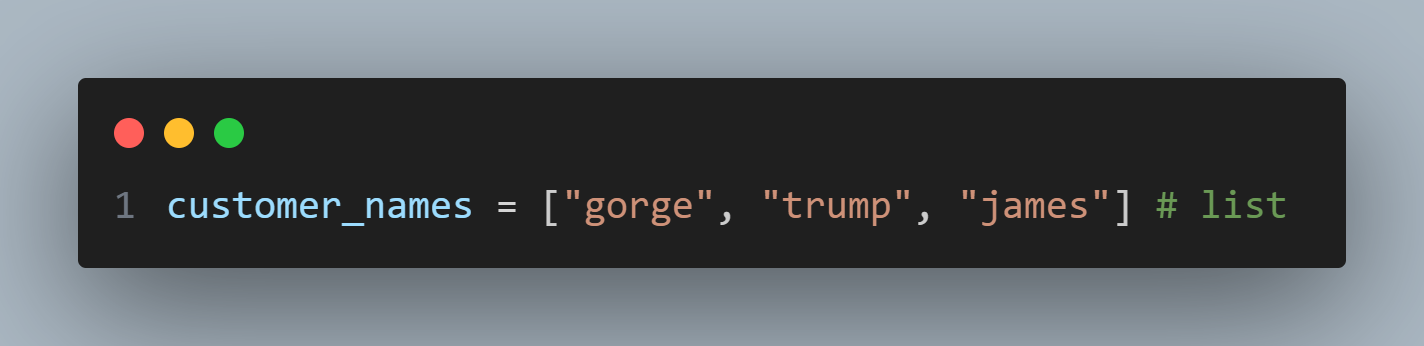 1 customer_names = ["gorge", "trump", "james"] # list